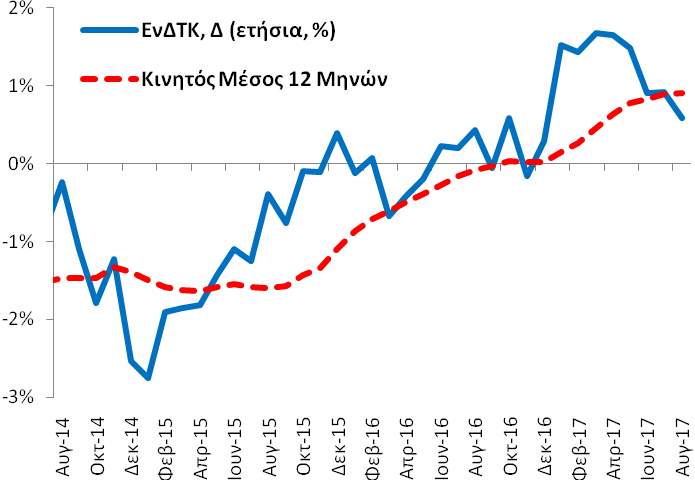 2%
1%
0%
-1%
-2%
-3%
ΕνΔΤΚ, Δ (ετήσια, %)
Κινητός Μέσος 12 Μηνών
Αυγ-14
Οκτ-14
Δεκ-14
Φεβ-15
Απρ-15
Ιουν-15
Αυγ-15
Οκτ-15
Δεκ-15
Φεβ-16
Απρ-16
Ιουν-16
Αυγ-16
Οκτ-16
Δεκ-16
Φεβ-17
Απρ-17
Ιουν-17
Αυγ-17